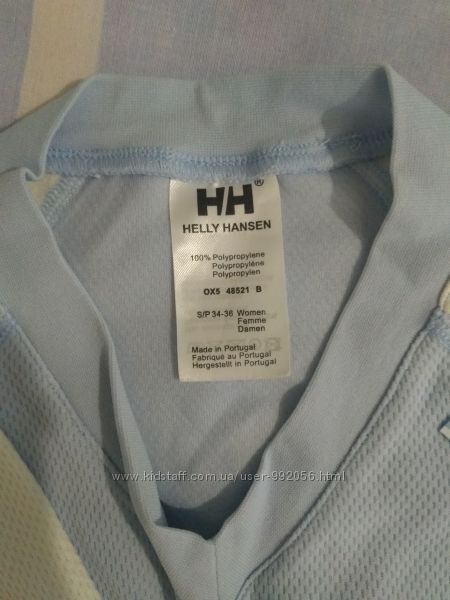 HH®
HELLY HANSEN
100% Polypropylene
Polypropylène
Polypropylen
OX5 48521 B
S/P 34-36 Women
Femme
Damen
Made in Portugal
Fabriqué au Portugal
Hergestellt in Portugal
www.kidstaff.com.ua/user-992056.html